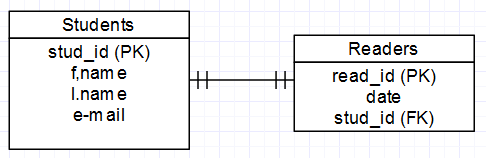 Students
stud_id (PK)
f,name
l.name
e-mail
Readers
read_id (PK)
date
stud_id (FK)